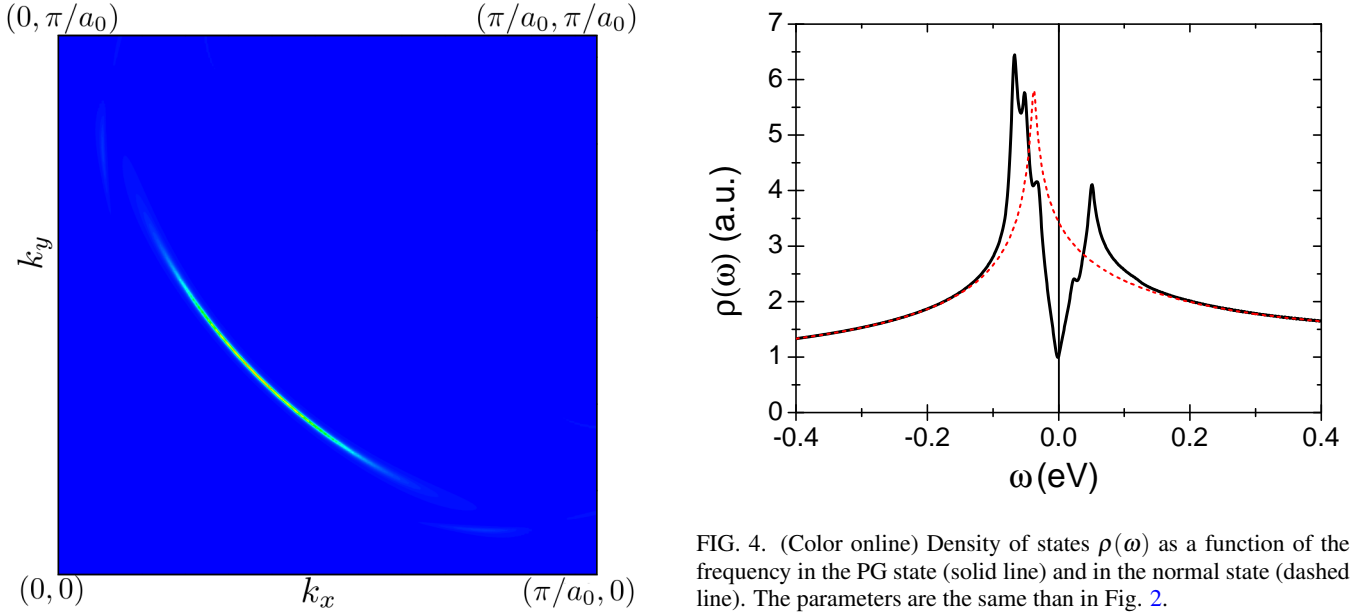 (0, π/a₀)
(π/a₀, π/a₀)
k_y
(0, 0)
k_x
(π/a₀, 0)
7
6
5
4
3
2
1
0
ρ(ω) (a.u.)
-0.4
-0.2
0.0
0.2
0.4
ω (eV)
FIG. 4. (Color online) Density of states ρ(ω) as a function of the
frequency in the PG state (solid line) and in the normal state (dashed
line). The parameters are the same than in Fig. 2.